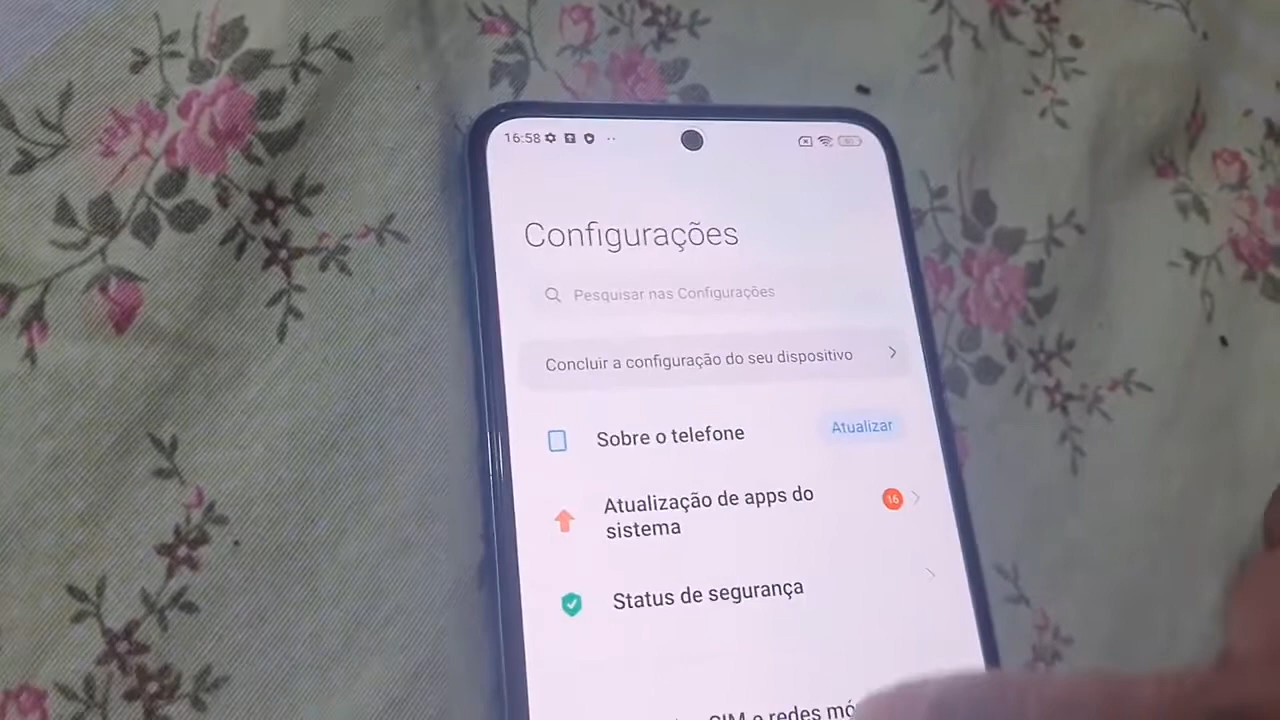 16:58
Configurações
Pesquisar nas Configurações
Concluir a configuração do seu dispositivo
Sobre o telefone
Atualizar
Atualização de apps do
sistema
16
Status de segurança
SIM e redes mó